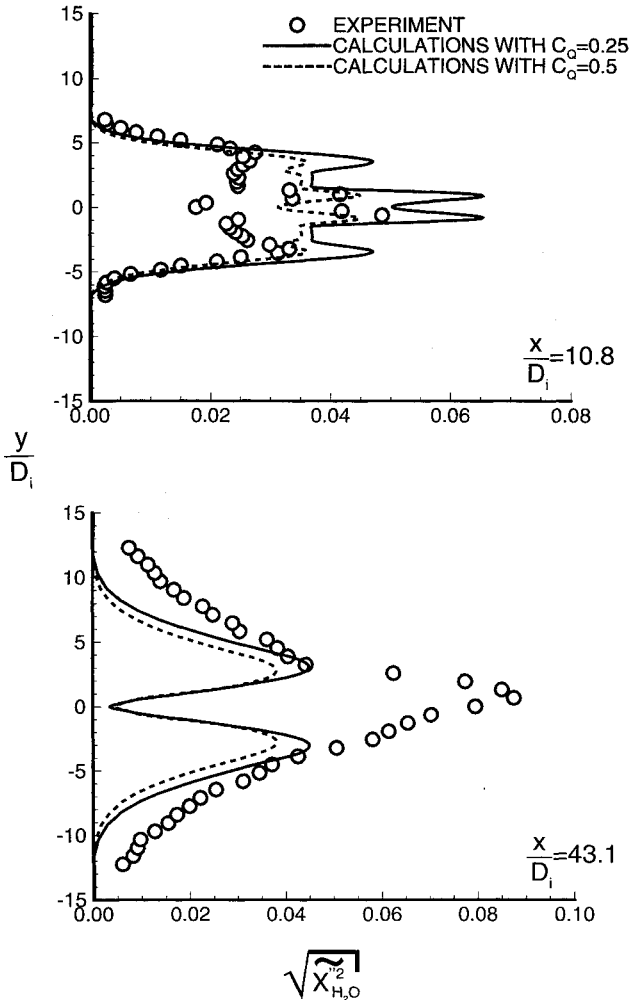 EXPERIMENT
CALCULATIONS WITH C_Q=0.25
CALCULATIONS WITH C_Q=0.5
15
10
5
0
-5
-10
-15
0.00 0.02 0.04 0.06 0.08
x/D_i=10.8
y/D_i
15
10
5
0
-5
-10
-15
0.00 0.02 0.04 0.06 0.08 0.10
x/D_i=43.1
√X̃"²_H₂O